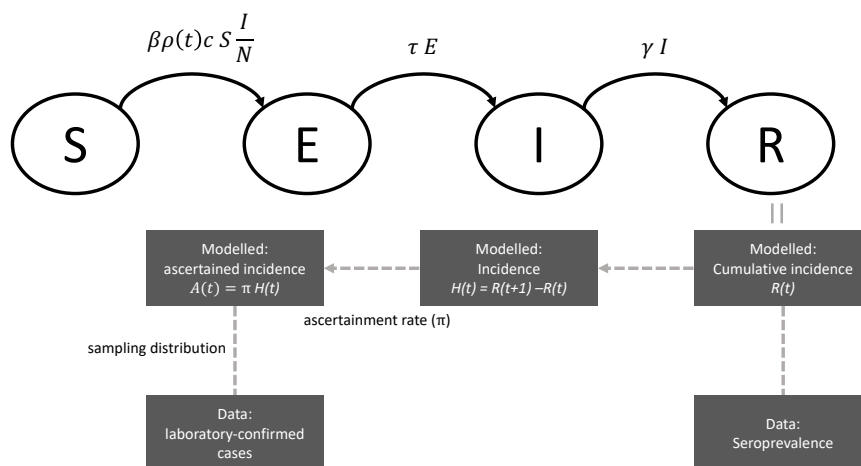 βρ(t)c S I/N
τ E
γ I
S
E
I
R
Modelled:
ascertained incidence
A(t) = π H(t)
Modelled:
Incidence
H(t) = R(t+1) –R(t)
Modelled:
Cumulative incidence
R(t)
ascertainment rate (π)
sampling distribution
Data:
laboratory-confirmed
cases
Data:
Seroprevalence